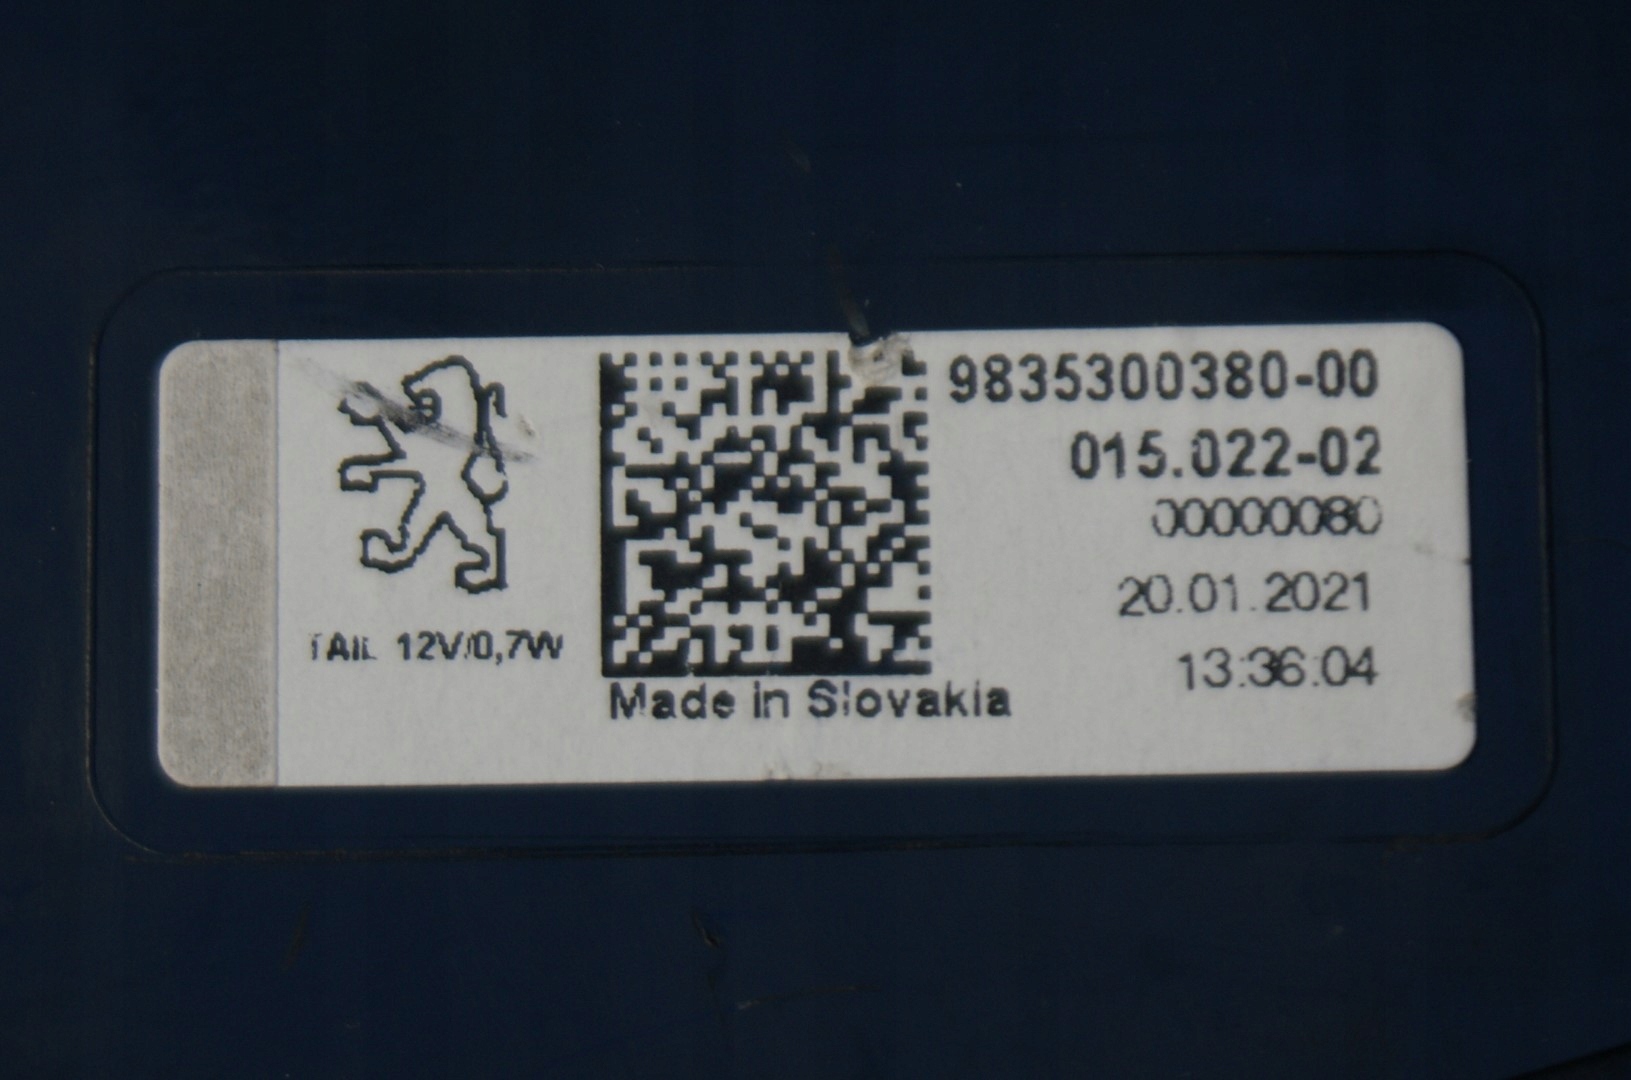 TAIL 12V/0,7W
Made in Slovakia
9835300380-00
015.022-02
00000080
20.01.2021
13:36:04